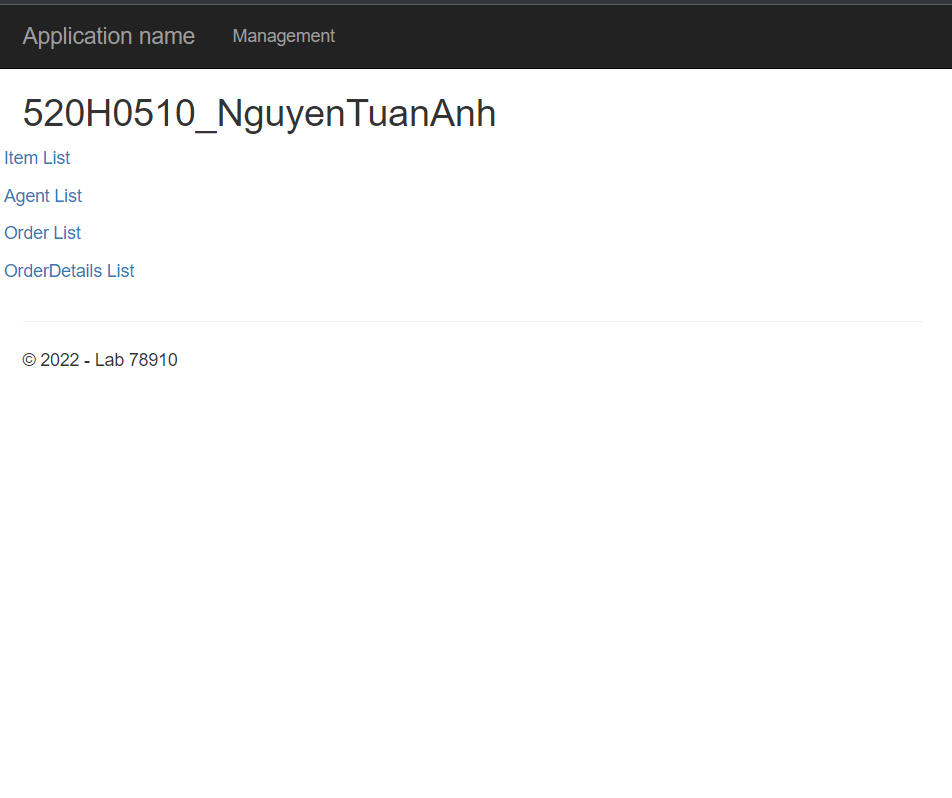 Application name Management
520H0510_NguyenTuanAnh
Item List
Agent List
Order List
OrderDetails List
© 2022 - Lab 78910